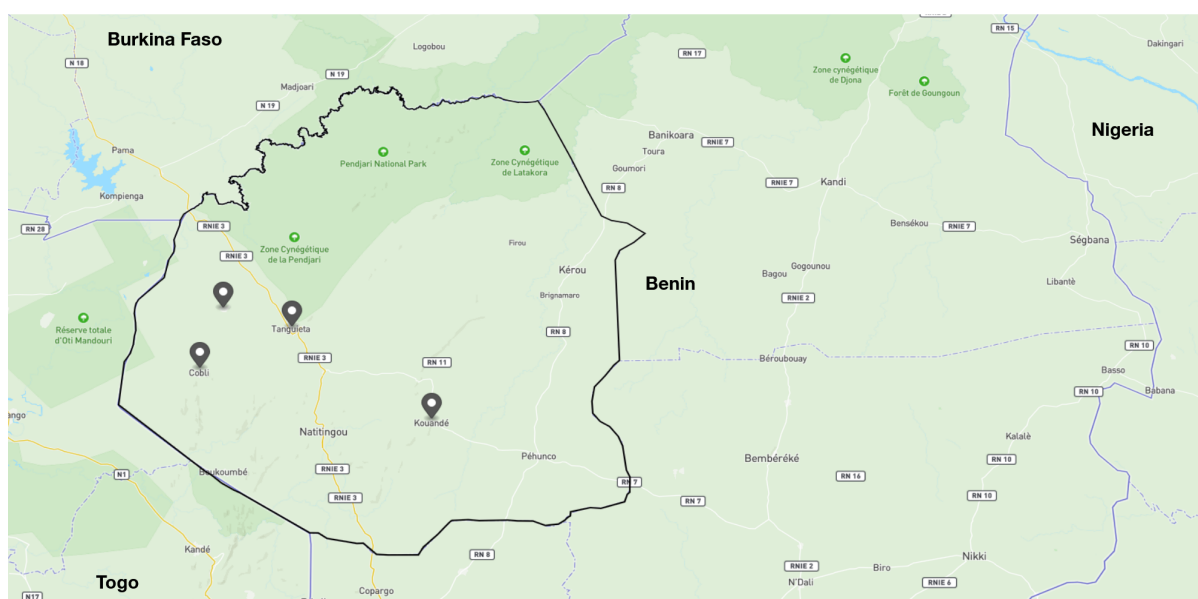 Burkina Faso
Logobou
RN 15
N 18
N 19
RN 17
Zone cynégétique
de Djona
Dakingari
Madjoari
Forêt de Goungoun
N 19
Nigeria
Pama
Banikoara
RNIE 7
Toura
Pendjari National Park
Zone Cynégétique
de Latakora
Goumori
Kandi
RNIE 7
RN 8
Kompienga
RN 28
RNIE 3
Bensékou
RNIE 7
Ségbana
Firou
Zone Cynégétique
de la Pendjari
RNIE 3
Kérou
Benin
Bagou
Gogounou
Libantè
Brignamaro
RNIE 2
Réserve totale
d'Oti Mandouri
Tanguieta
RN 8
RN 10
RNIE 3
RN 11
Béroubouay
Cobli
Basso
RN 10
Babana
ango
Kouandé
Natitingou
Kalalè
Péhunco
Bembéréké
RN 10
N1
Boukoumbé
RNIE 3
RN 16
RN 7
RNIE 3
RN 7
RN 10
Kandé
RN 8
Nikki
Togo
Copargo
RNIE 2
Biro
N'Dali
RNIE 6
N17